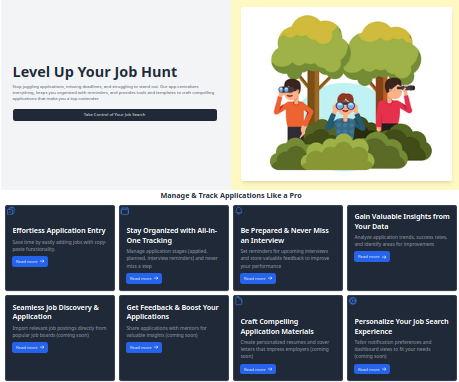 Level Up Your Job Hunt
Stop juggling applications, missing deadlines, and struggling to stand out. Our app centralizes
everything, keeps you organized with reminders, and provides tools and templates to craft compelling
applications that make you a top contender.
Take Control of Your Job Search
Manage & Track Applications Like a Pro
Effortless Application Entry
Save time by easily adding jobs with copy-
paste functionality
Read more →
Stay Organized with All-in-
One Tracking
Manage application stages (applied,
planned, interview reminders) and never
miss a step
Read more →
Be Prepared & Never Miss
an Interview
Set reminders for upcoming interviews
and store valuable feedback to improve
your performance
Read more →
Gain Valuable Insights from
Your Data
Analyze application trends, success rates,
and identify areas for improvement
Read more →
Seamless Job Discovery &
Application
Import relevant job postings directly from
popular job boards (coming soon)
Read more →
Get Feedback & Boost Your
Applications
Share applications with mentors for
valuable insights (coming soon)
Read more →
Craft Compelling
Application Materials
Create personalized resumes and cover
letters that impress employers (coming
soon)
Read more →
Personalize Your Job Search
Experience
Tailor notifications and dashboard
views to fit your needs
(coming soon)
Read more →